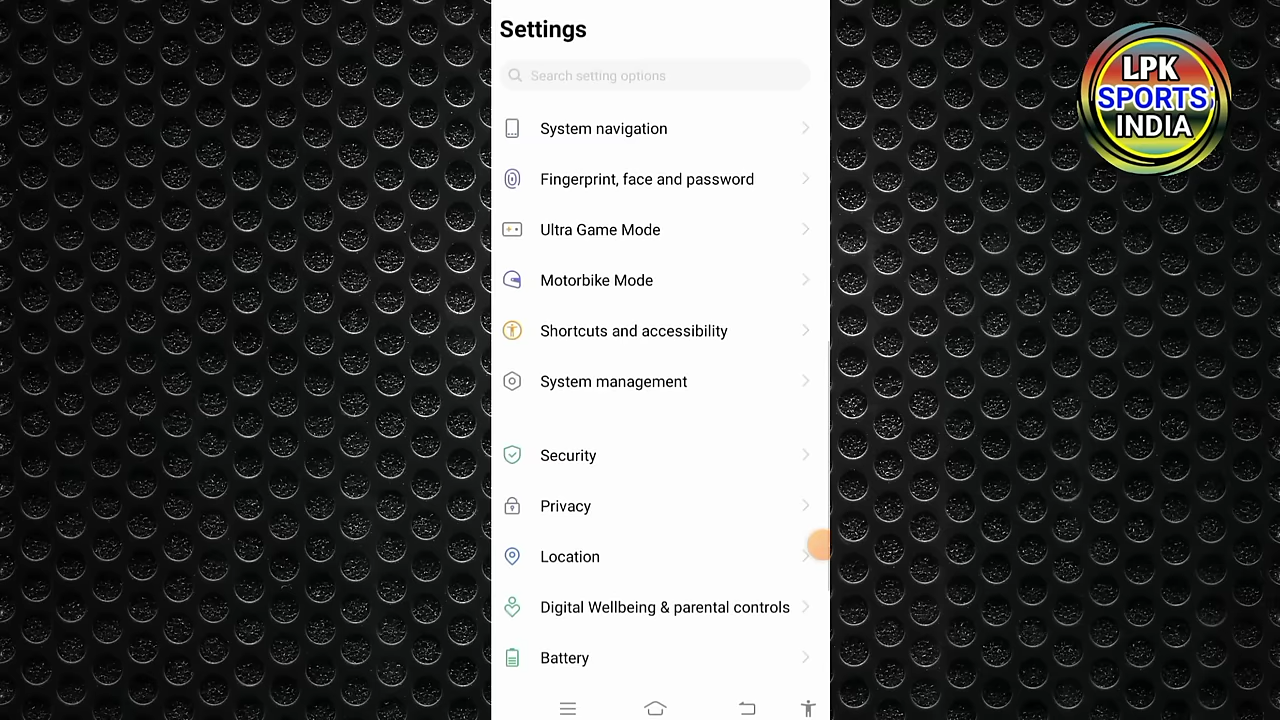 Settings
Search setting options
System navigation
Fingerprint, face and password
Ultra Game Mode
Motorbike Mode
Shortcuts and accessibility
System management
Security
Privacy
Location
Digital Wellbeing & parental controls
Battery
LPK
SPORTS
INDIA